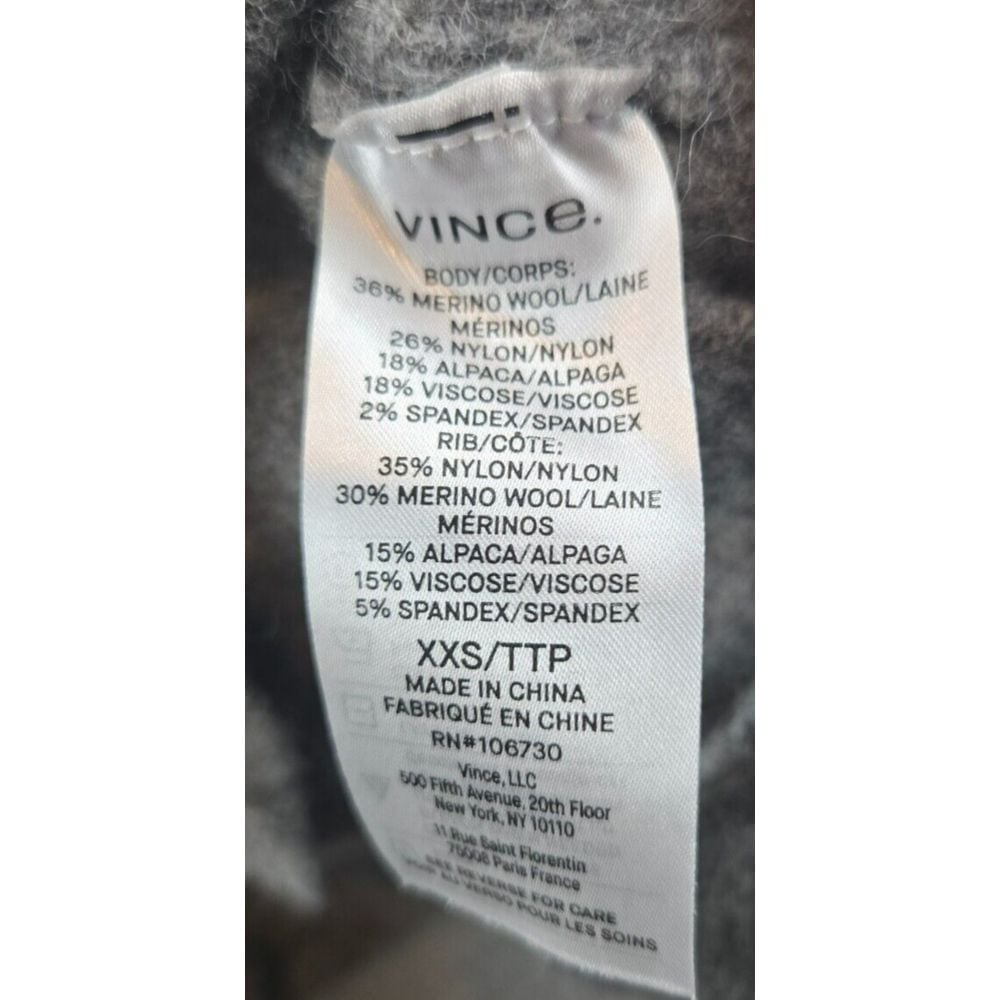 VINCe.
BODY/CORPS:
36% MERINO WOOL/LAINE
MÉRINOS
26% NYLON/NYLON
18% ALPACA/ALPAGA
18% VISCOSE/VISCOSE
2% SPANDEX/SPANDEX
RIB/CÔTE:
35% NYLON/NYLON
30% MERINO WOOL/LAINE
MÉRINOS
15% ALPACA/ALPAGA
15% VISCOSE/VISCOSE
5% SPANDEX/SPANDEX
XXS/TTP
MADE IN CHINA
FABRIQUÉ EN CHINE
RN#106730
Vince, LLC
500 Fifth Avenue, 20th Floor
New York, NY 10110
11 Rue Saint Florentin
75008 Paris France
SEE REVERSE FOR CARE
VOIR AU VERSO POUR LES SOINS